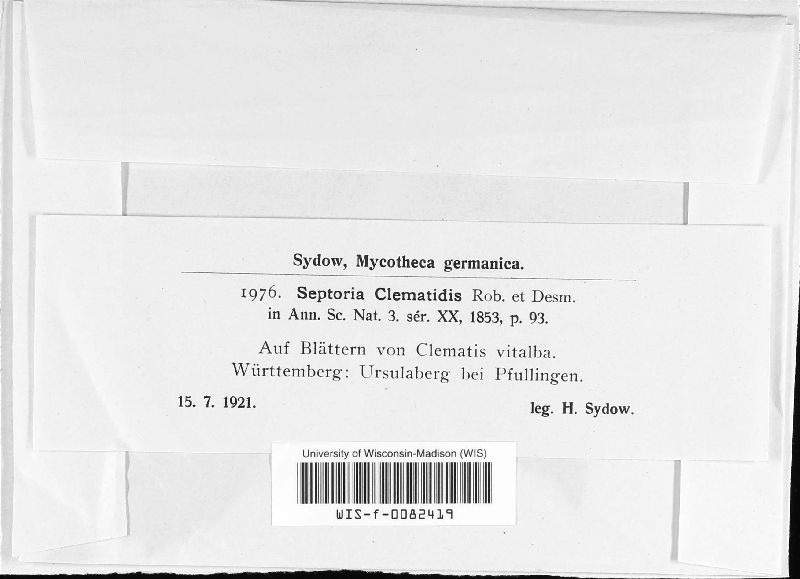 Sydow, Mycotheca germanica.
1976. Septoria Clematidis Rob. et Desm.
in Ann. Sc. Nat. 3. sér. XX, 1853, p. 93.
Auf Blättern von Clematis vitalba.
Württemberg: Ursulaberg bei Pfullingen.
15. 7. 1921. leg. H. Sydow.
University of Wisconsin-Madison (WIS)
WIS-f-0082419